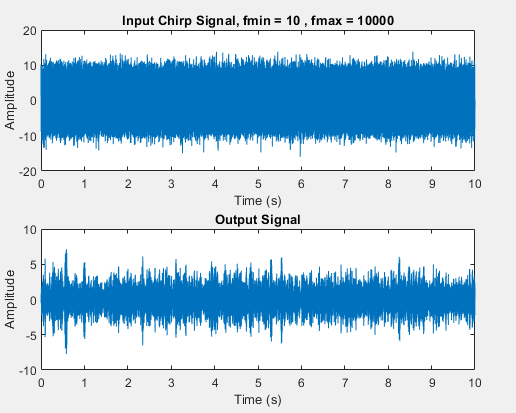 Input Chirp Signal, fmin = 10 , fmax = 10000
20
10
0
-10
-20
Amplitude
0 1 2 3 4 5 6 7 8 9 10
Time (s)
Output Signal
10
5
0
-5
-10
Amplitude
0 1 2 3 4 5 6 7 8 9 10
Time (s)